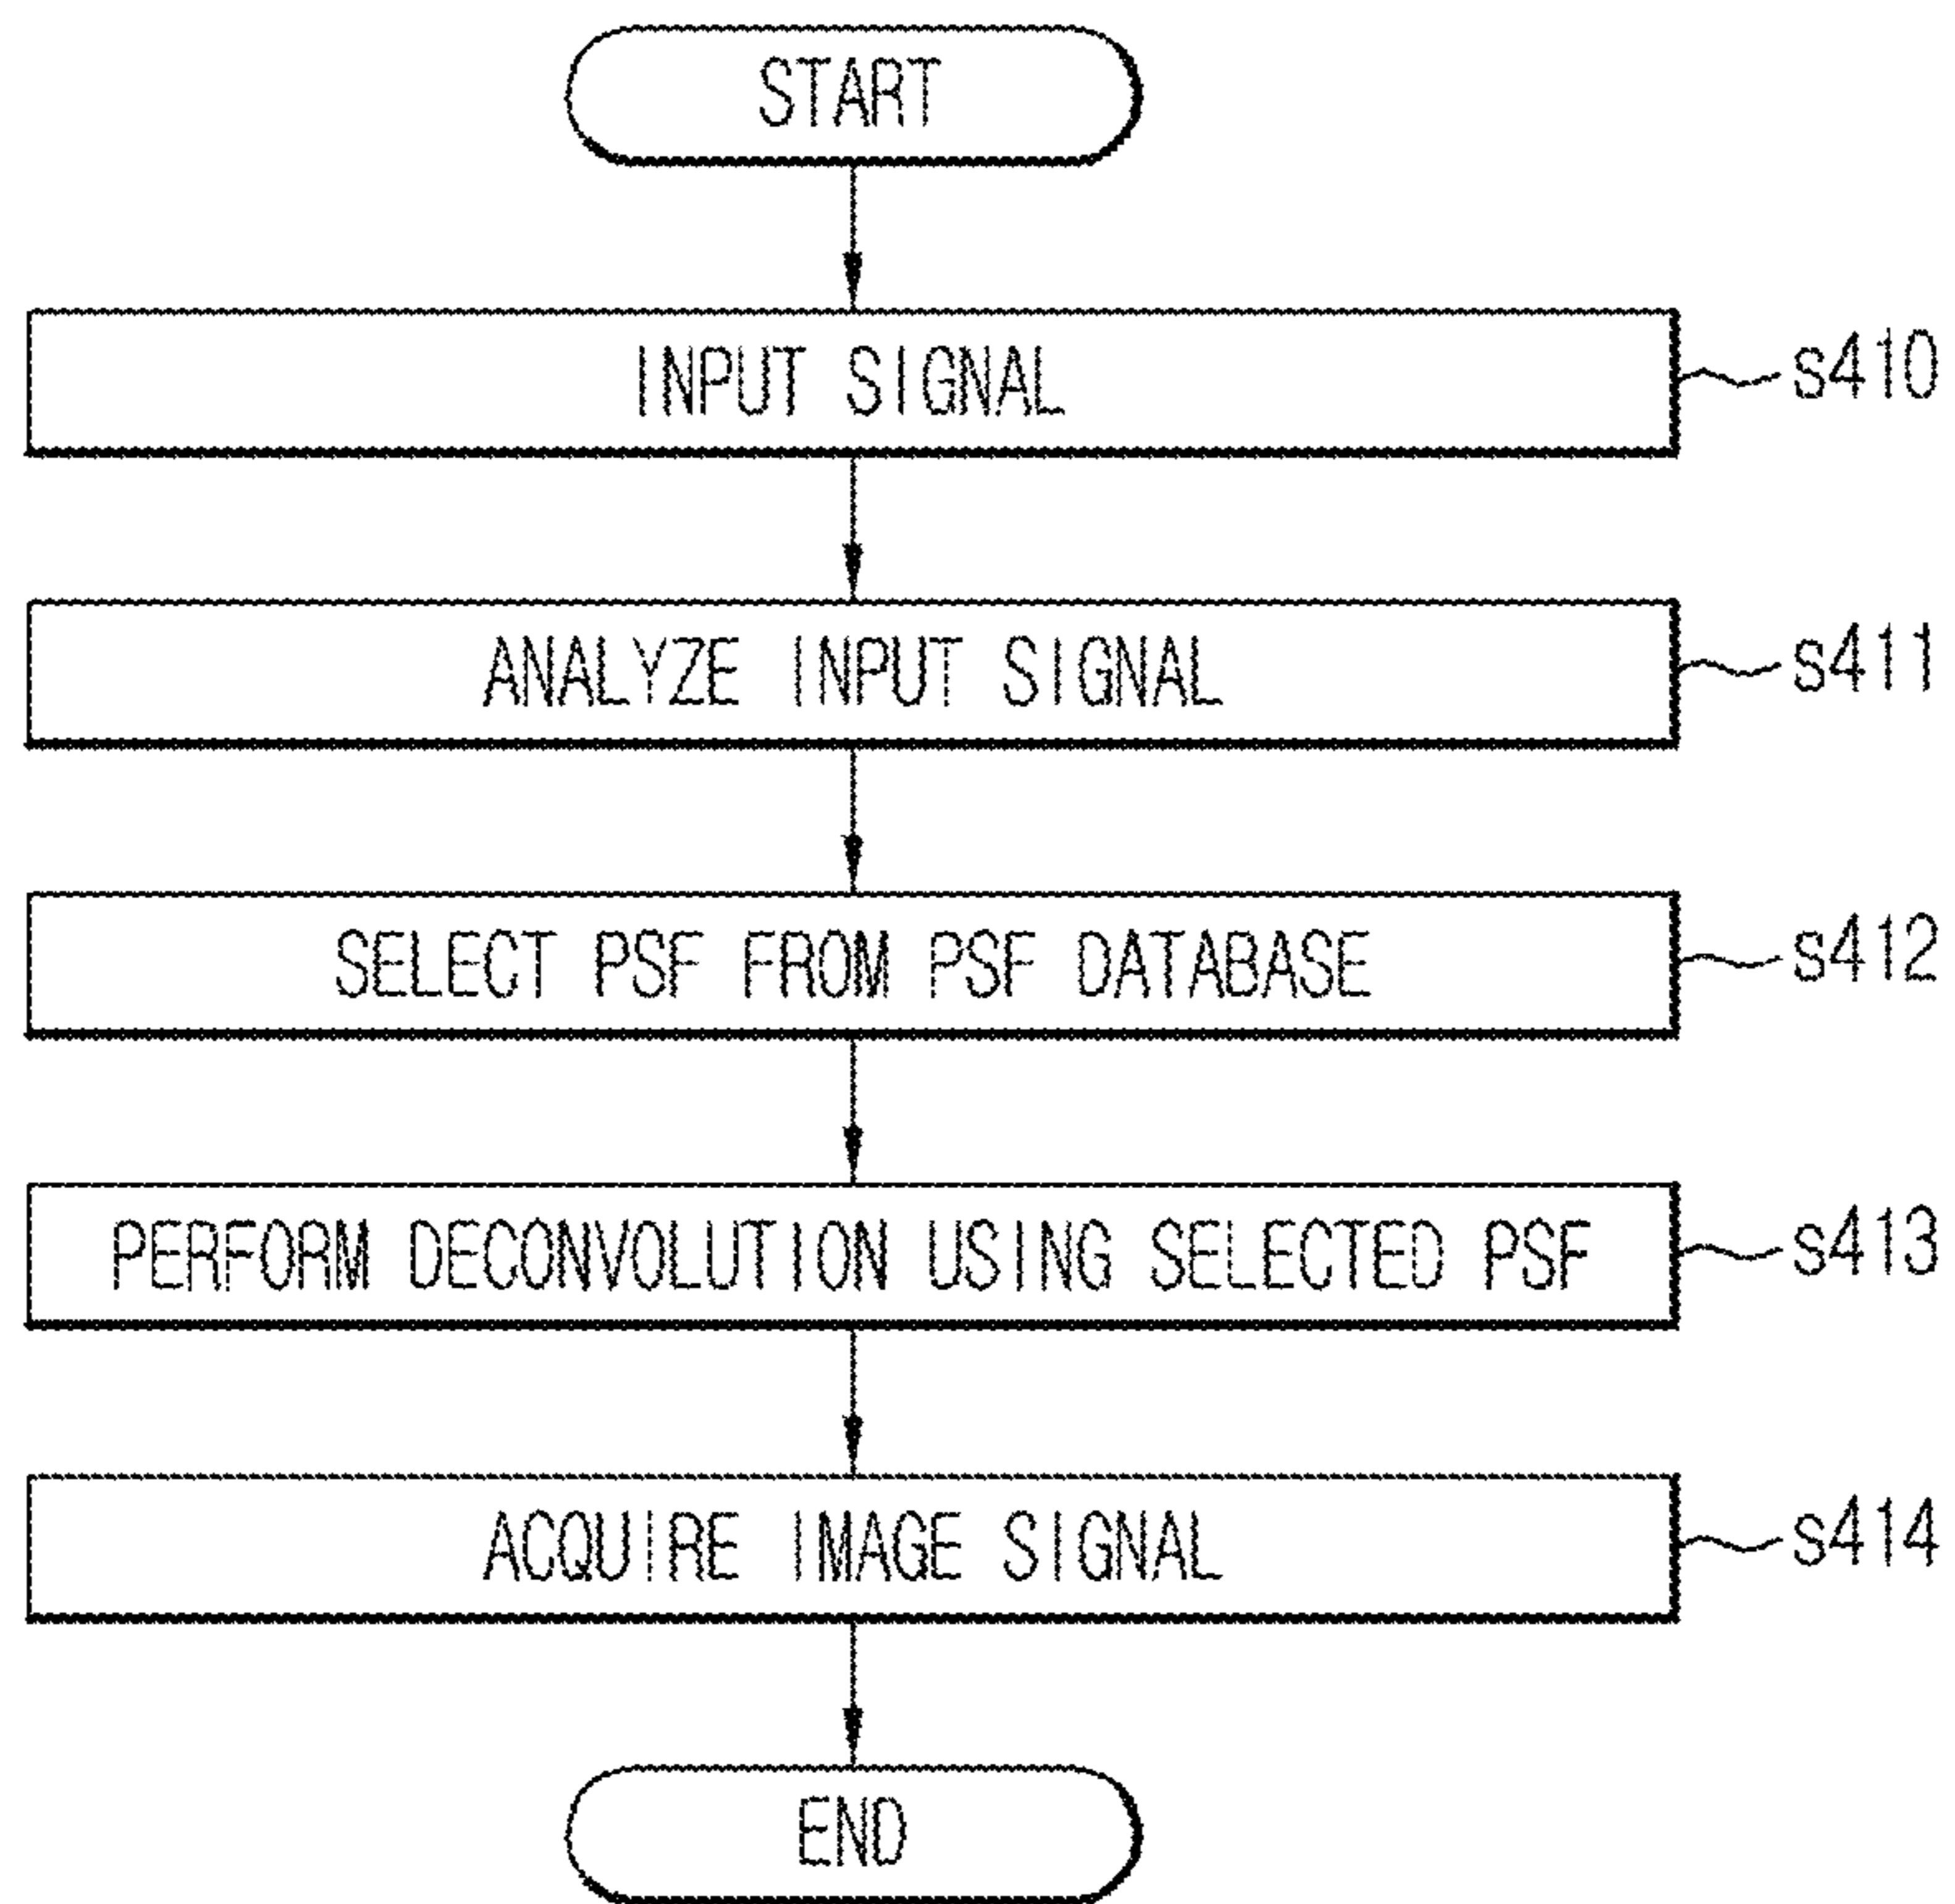 START
INPUT SIGNAL
s410
ANALYZE INPUT SIGNAL
s411
SELECT PSF FROM PSF DATABASE
s412
PERFORM DECONVOLUTION USING SELECTED PSF
s413
ACQUIRE IMAGE SIGNAL
s414
END